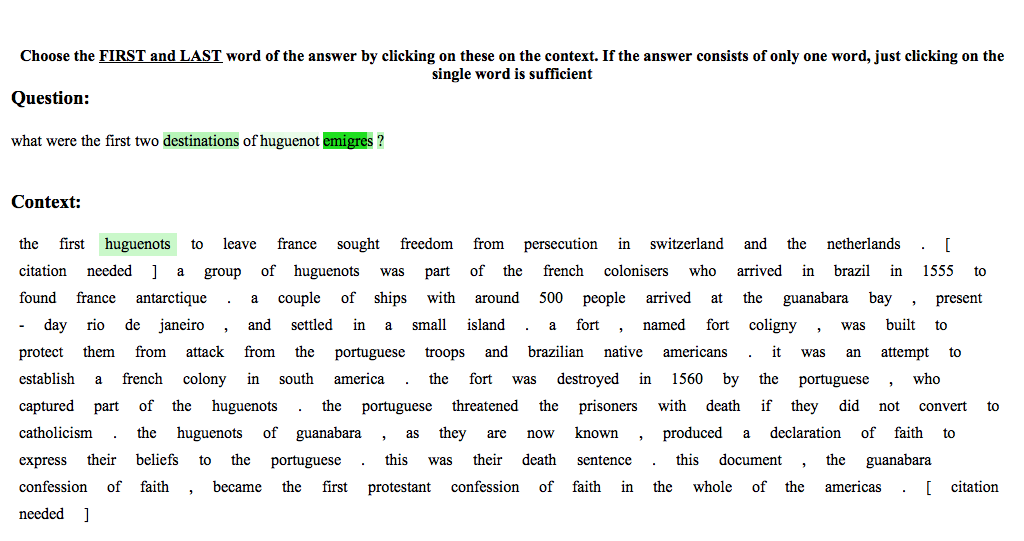 Choose the FIRST and LAST word of the answer by clicking on these on the context. If the answer consists of only one word, just clicking on the
single word is sufficient
Question:
what were the first two destinations of huguenot emigres ?
Context:
the first huguenots to leave france sought freedom from persecution in switzerland and the netherlands . [
citation needed ] a group of huguenots was part of the french colonisers who arrived in brazil in 1555 to
found france antarctique . a couple of ships with around 500 people arrived at the guanabara bay , present
- day rio de janeiro , and settled in a small island . a fort , named fort coligny , was built to
protect them from attack from the portuguese troops and brazilian native americans . it was an attempt to
establish a french colony in south america . the fort was destroyed in 1560 by the portuguese , who
captured part of the huguenots . the portuguese threatened the prisoners with death if they did not convert to
catholicism . the huguenots of guanabara , as they are now known , produced a declaration of faith to
express their beliefs to the portuguese . this was their death sentence . this document , the guanabara
confession of faith , became the first protestant confession of faith in the whole of the americas . [ citation
needed ]